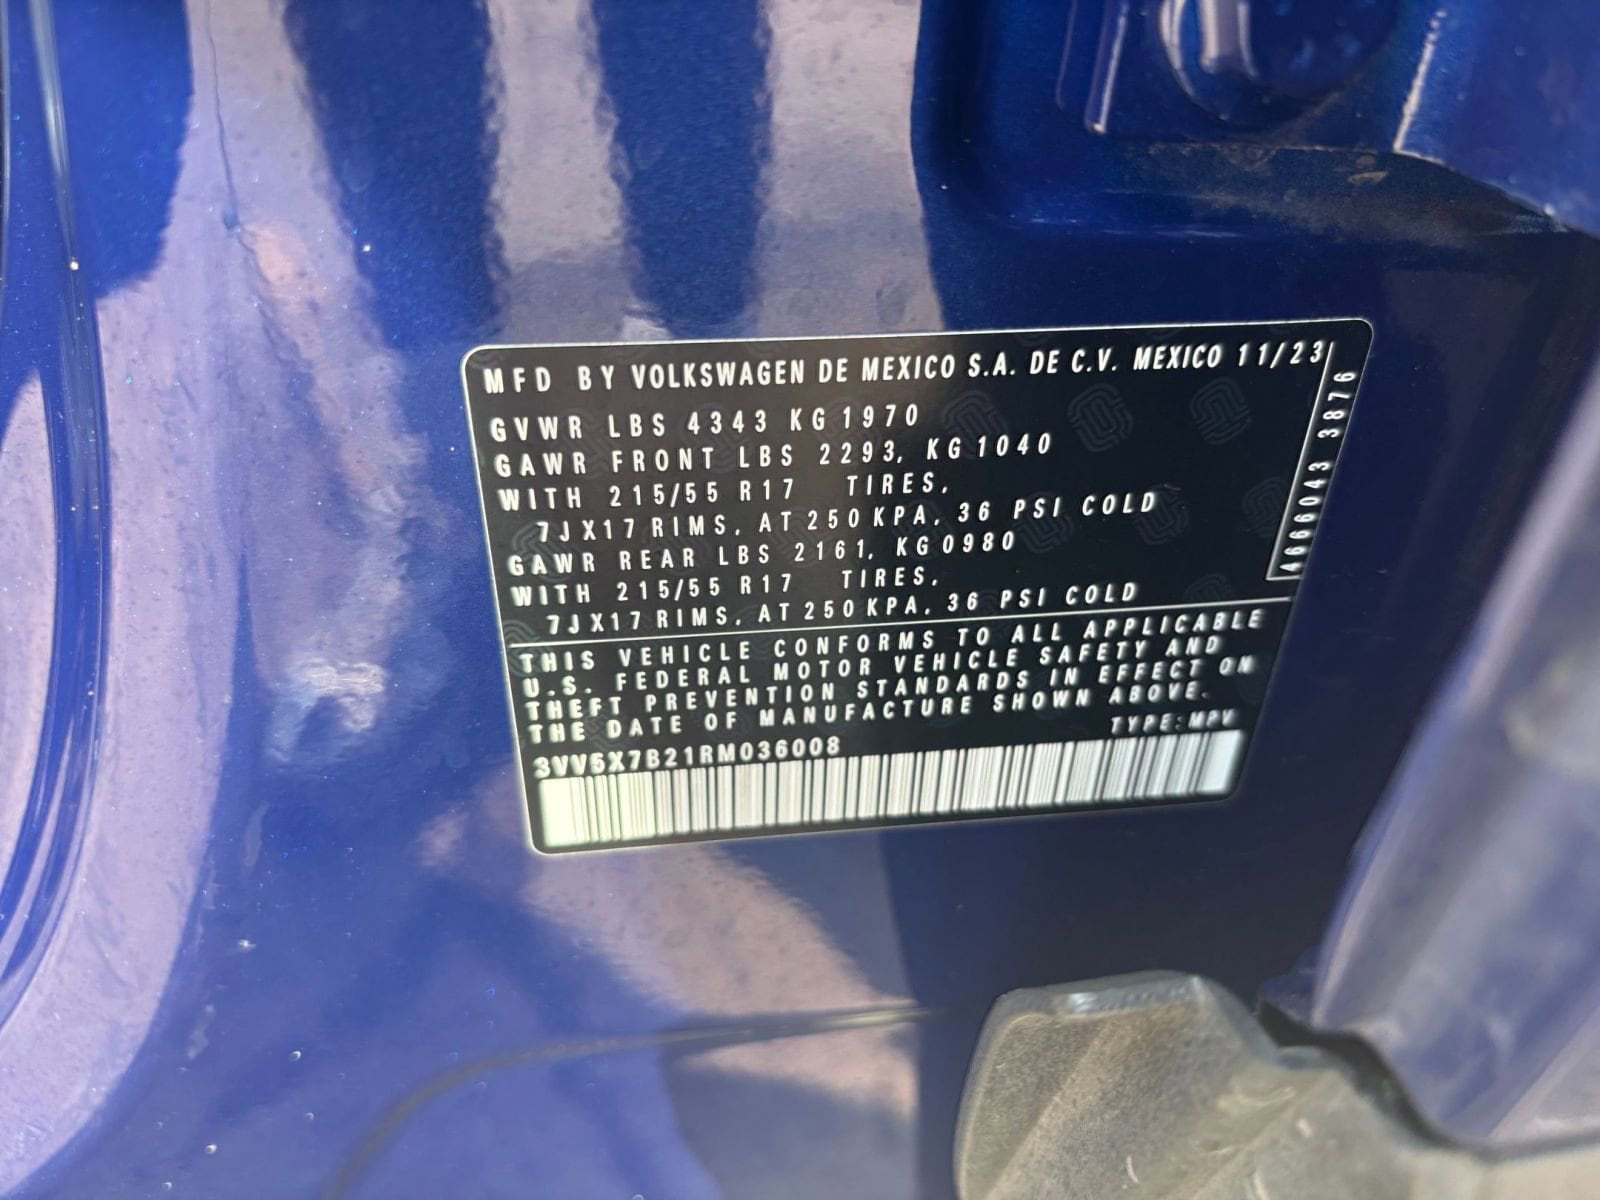 MFD BY VOLKSWAGEN DE MEXICO S.A. DE C.V. MEXICO 11/23
GVWR LBS 4343 KG 1970
GAWR FRONT LBS 2293, KG 1040
WITH 215/55 R17 TIRES,
7JX17 RIMS, AT 250 KPA, 36 PSI COLD
GAWR REAR LBS 2161, KG 0980
WITH 215/55 R17 TIRES,
7JX17 RIMS, AT 250 KPA, 36 PSI COLD
4666043 3876
THIS VEHICLE CONFORMS TO ALL APPLICABLE
U.S. FEDERAL MOTOR VEHICLE SAFETY AND
THEFT PREVENTION STANDARDS IN EFFECT ON
THE DATE OF MANUFACTURE SHOWN ABOVE.
TYPE: MPV
3VV5X7B21RM036008